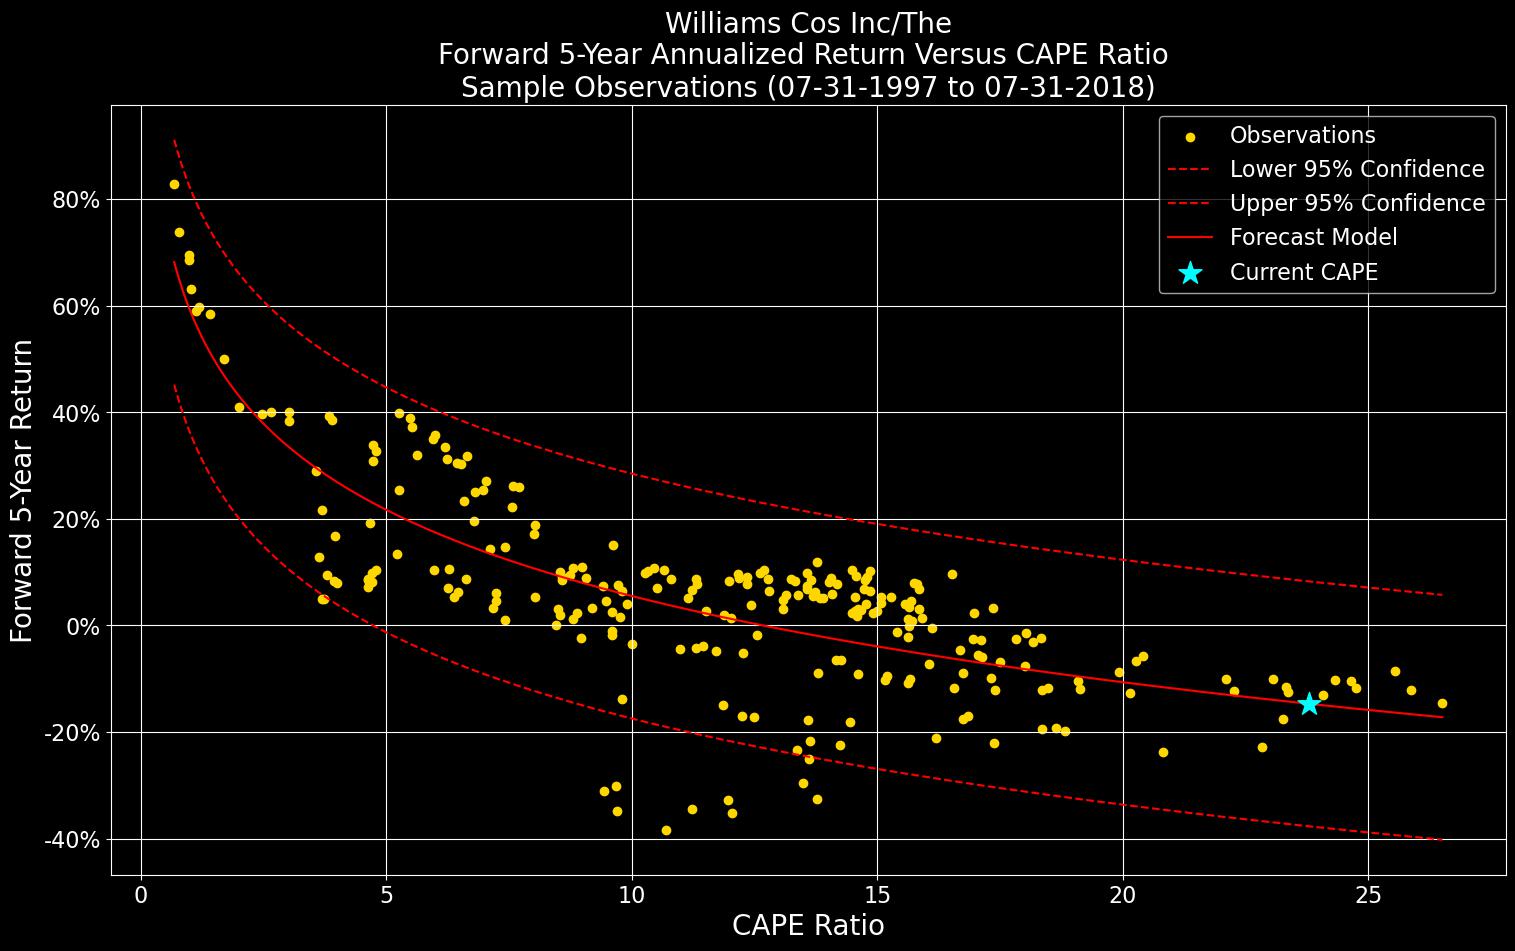 Williams Cos Inc/The
Forward 5-Year Annualized Return Versus CAPE Ratio
Sample Observations (07-31-1997 to 07-31-2018)
Observations
Lower 95% Confidence
Upper 95% Confidence
Forecast Model
Current CAPE
Forward 5-Year Return
80%
60%
40%
20%
0%
-20%
-40%
0 5 10 15 20 25
CAPE Ratio